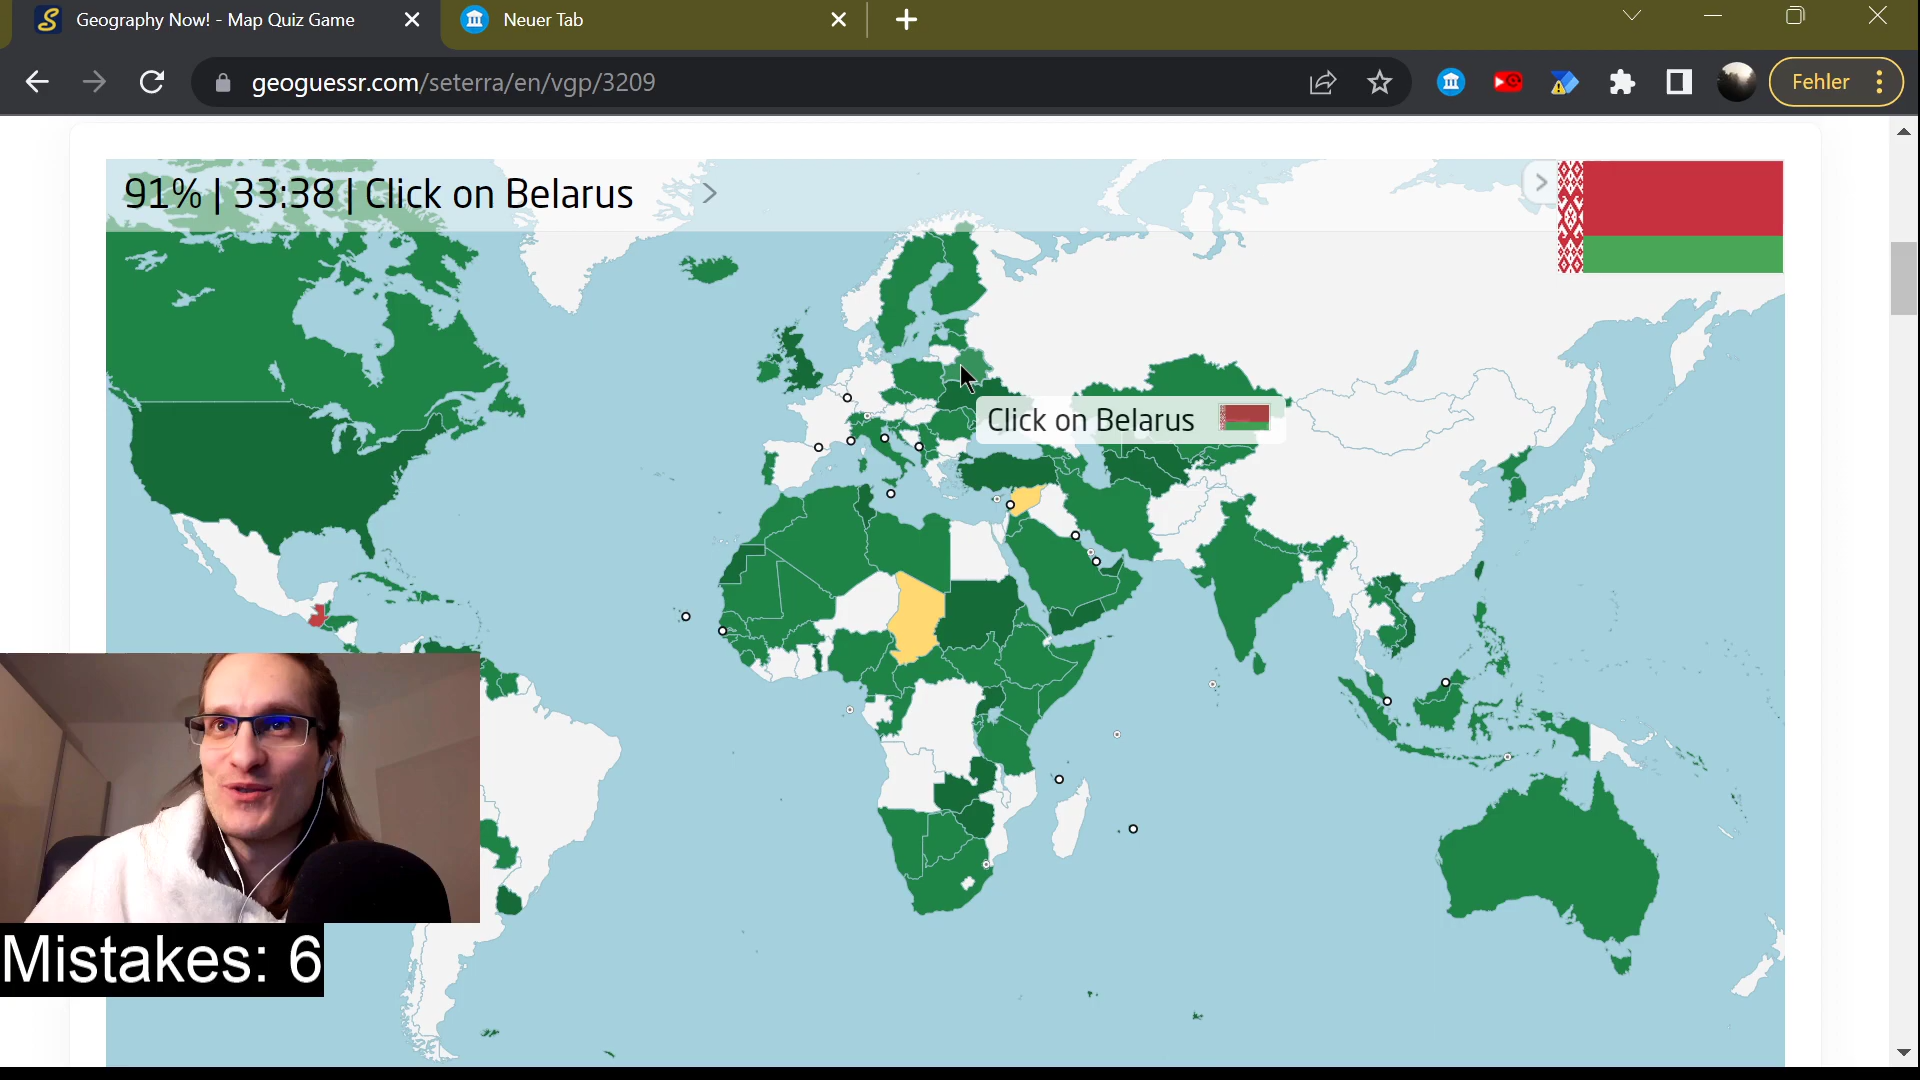 Geography Now! - Map Quiz Game
Neuer Tab
geoguessr.com/seterra/en/vgp/3209
Fehler
91% | 33:38 | Click on Belarus
Click on Belarus
Mistakes: 6